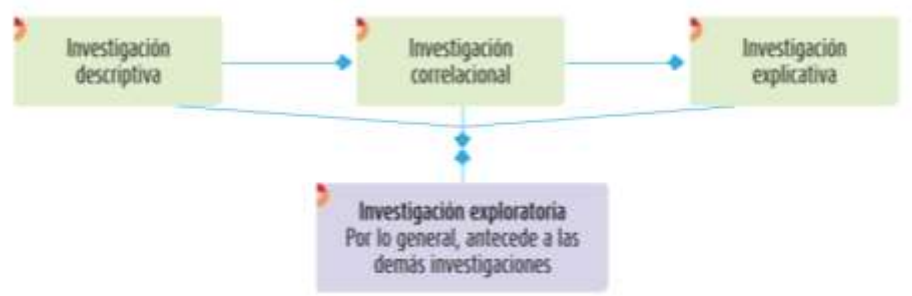 Investigación
descriptiva
Investigación
correlacional
Investigación
explicativa
Investigación exploratoria
Por lo general, antecede a las
demás investigaciones